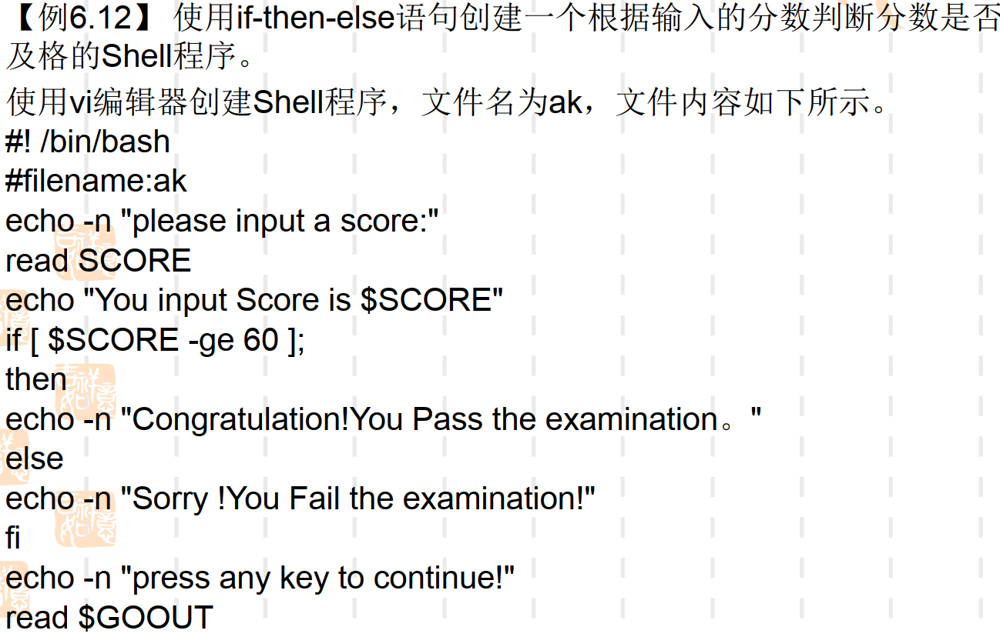 【例6.12】 使用if-then-else语句创建一个根据输入的分数判断分数是否
及格的Shell程序。
使用vi编辑器创建Shell程序，文件名为ak，文件内容如下所示。
#! /bin/bash
#filename:ak
echo -n "please input a score:"
read SCORE
echo "You input Score is $SCORE"
if [ $SCORE -ge 60 ];
then
echo -n "Congratulation!You Pass the examination。"
else
echo -n "Sorry !You Fail the examination!"
fi
echo -n "press any key to continue!"
read $GOOUT